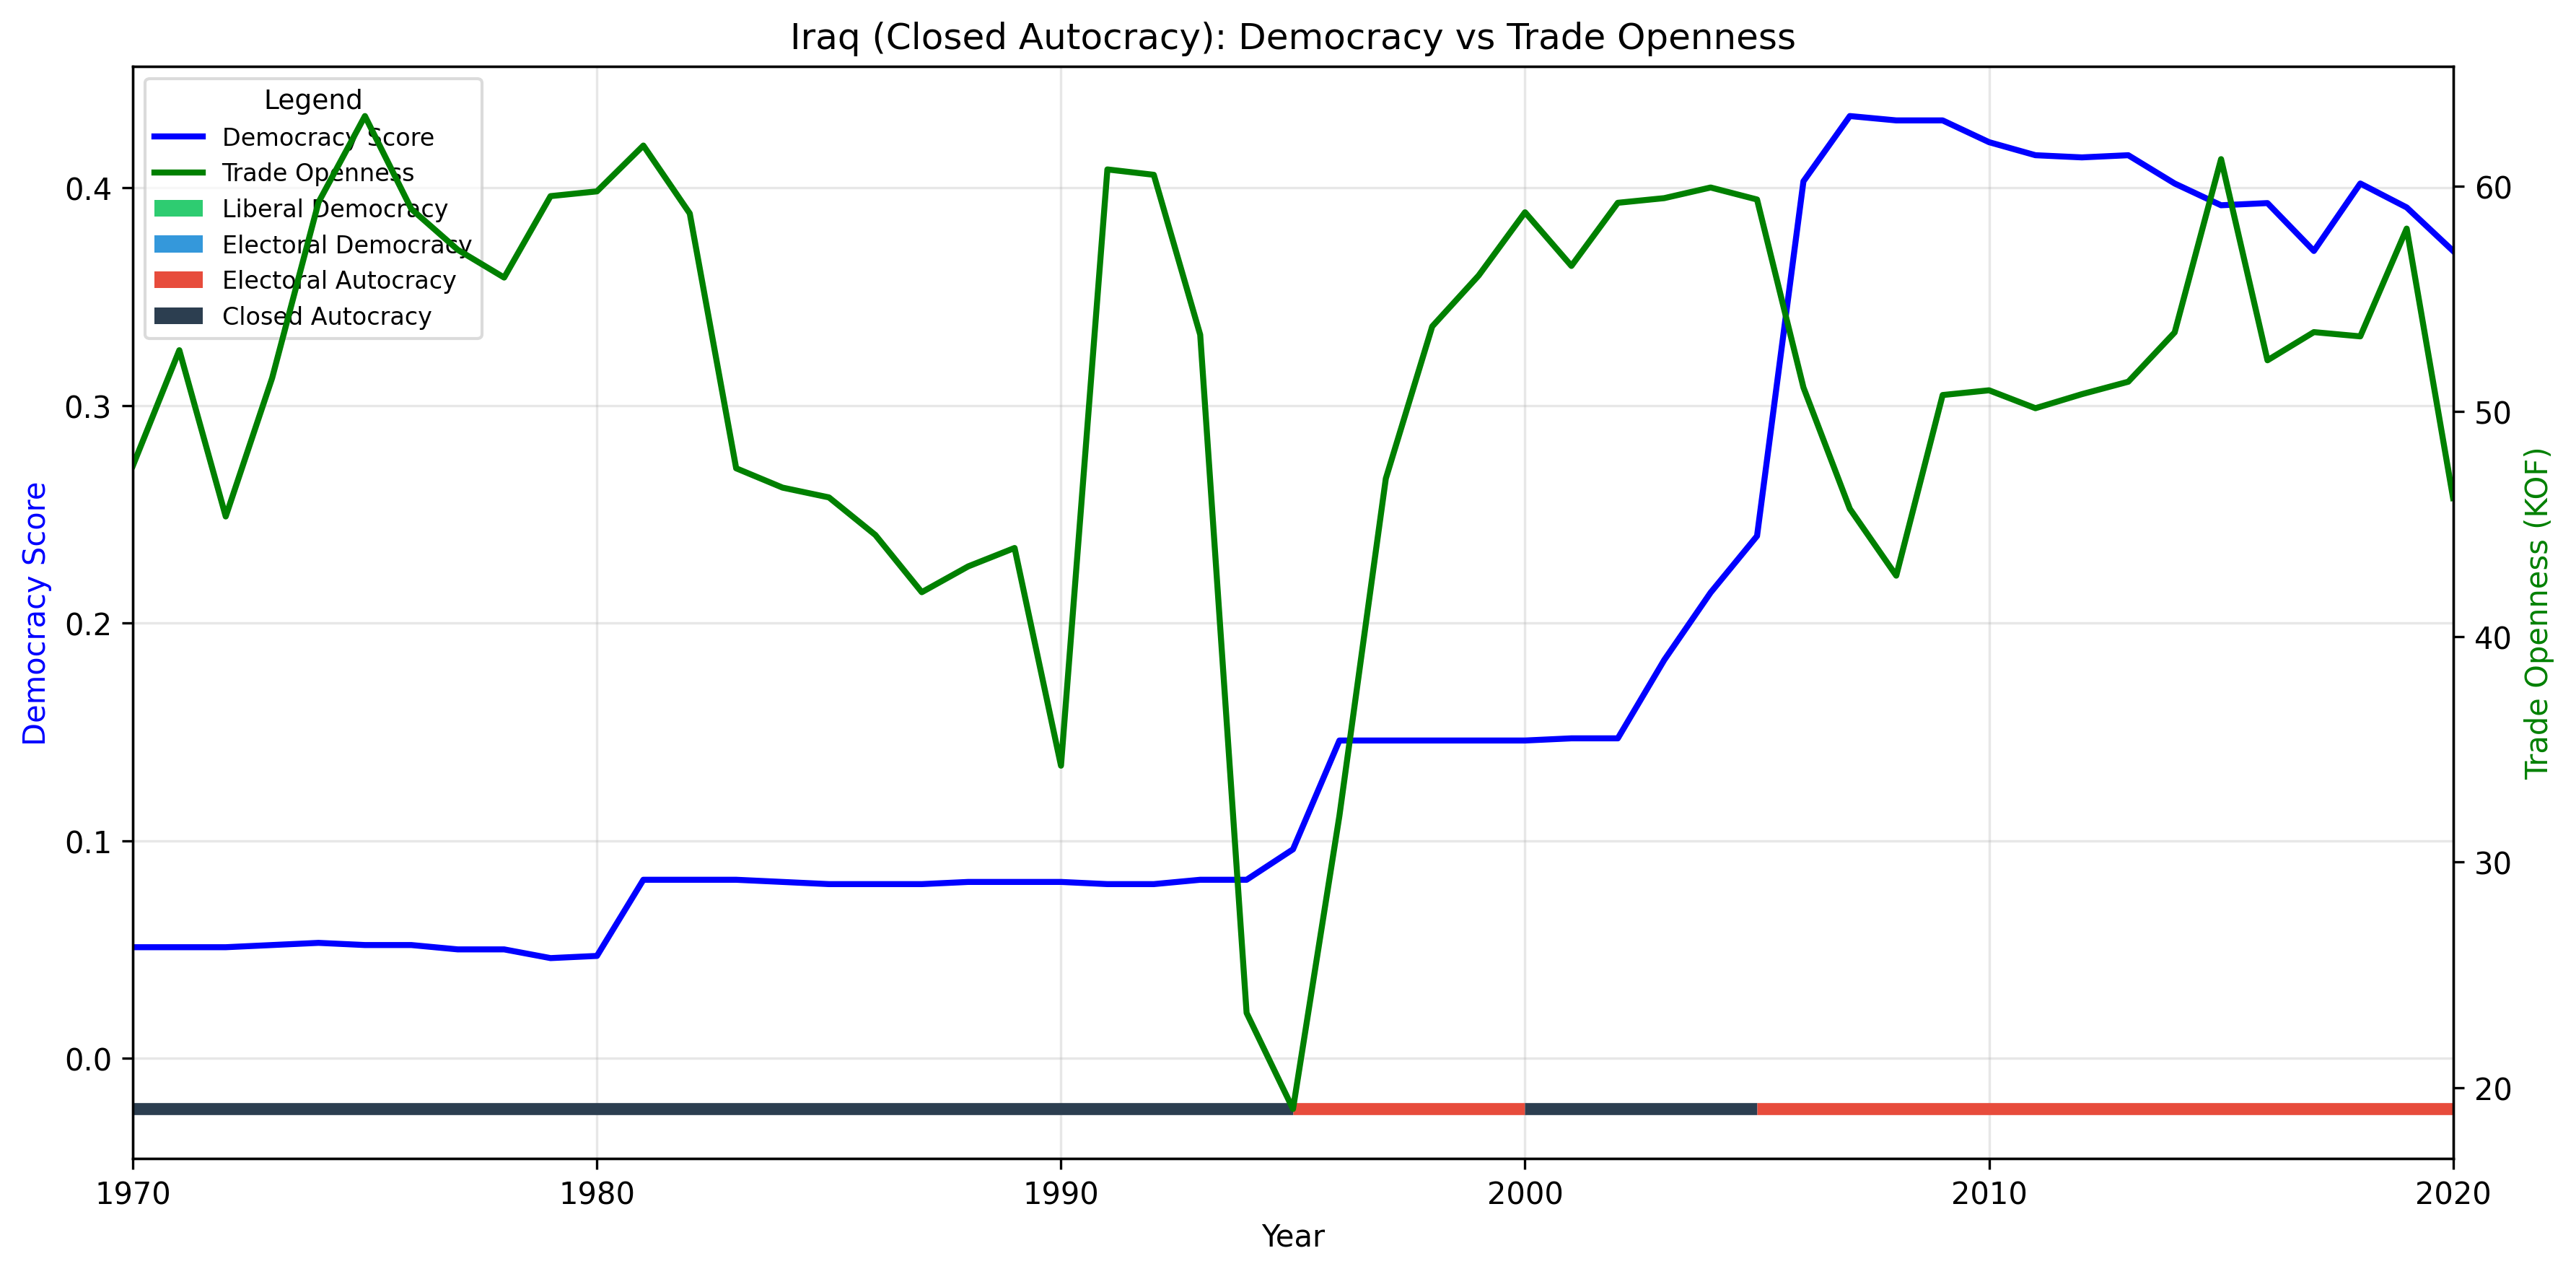 Iraq (Closed Autocracy): Democracy vs Trade Openness
Legend
Democracy Score
Trade Openness
Liberal Democracy
Electoral Democracy
Electoral Autocracy
Closed Autocracy
0.4
0.3
0.2
0.1
0.0
Democracy Score
60
50
40
30
20
Trade Openness (KOF)
1970 1980 1990 2000 2010 2020
Year